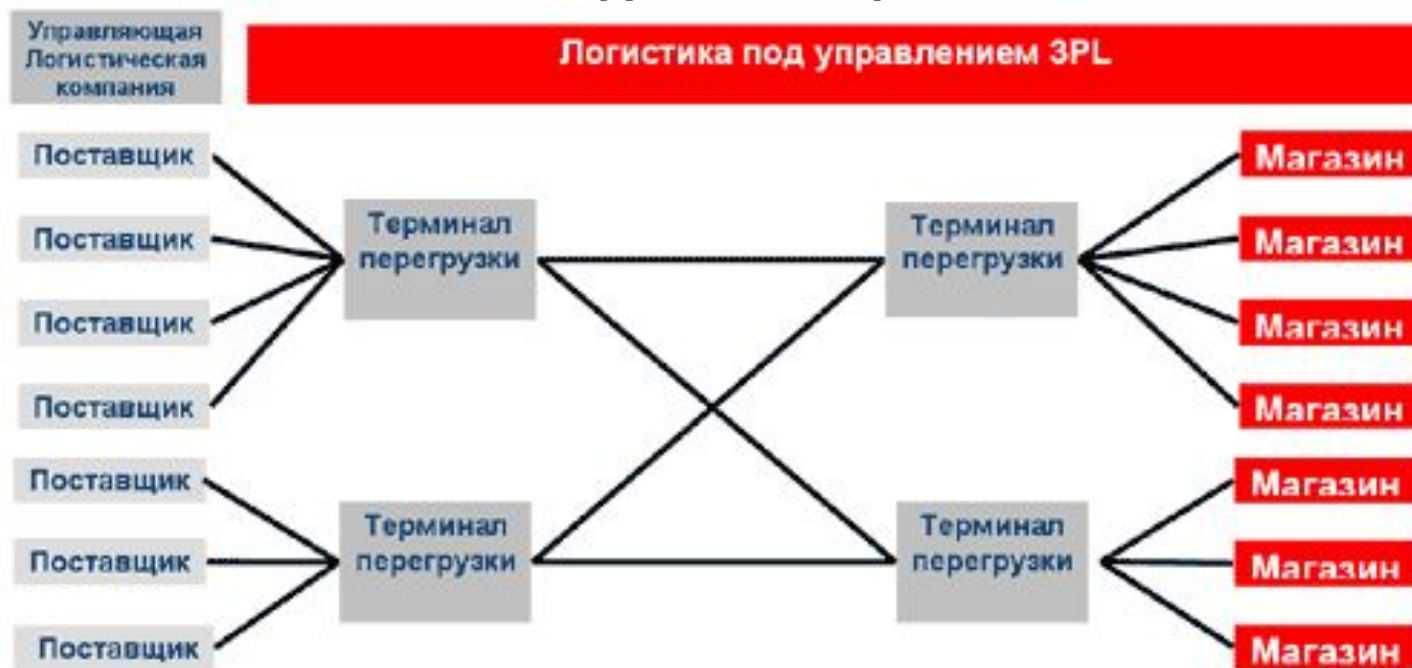 Управляющая
Логистическая
компания
Логистика под управлением 3PL
Поставщик
Поставщик
Поставщик
Поставщик
Поставщик
Поставщик
Поставщик
Терминал
перегрузки
Терминал
перегрузки
Терминал
перегрузки
Терминал
перегрузки
Магазин
Магазин
Магазин
Магазин
Магазин
Магазин
Магазин